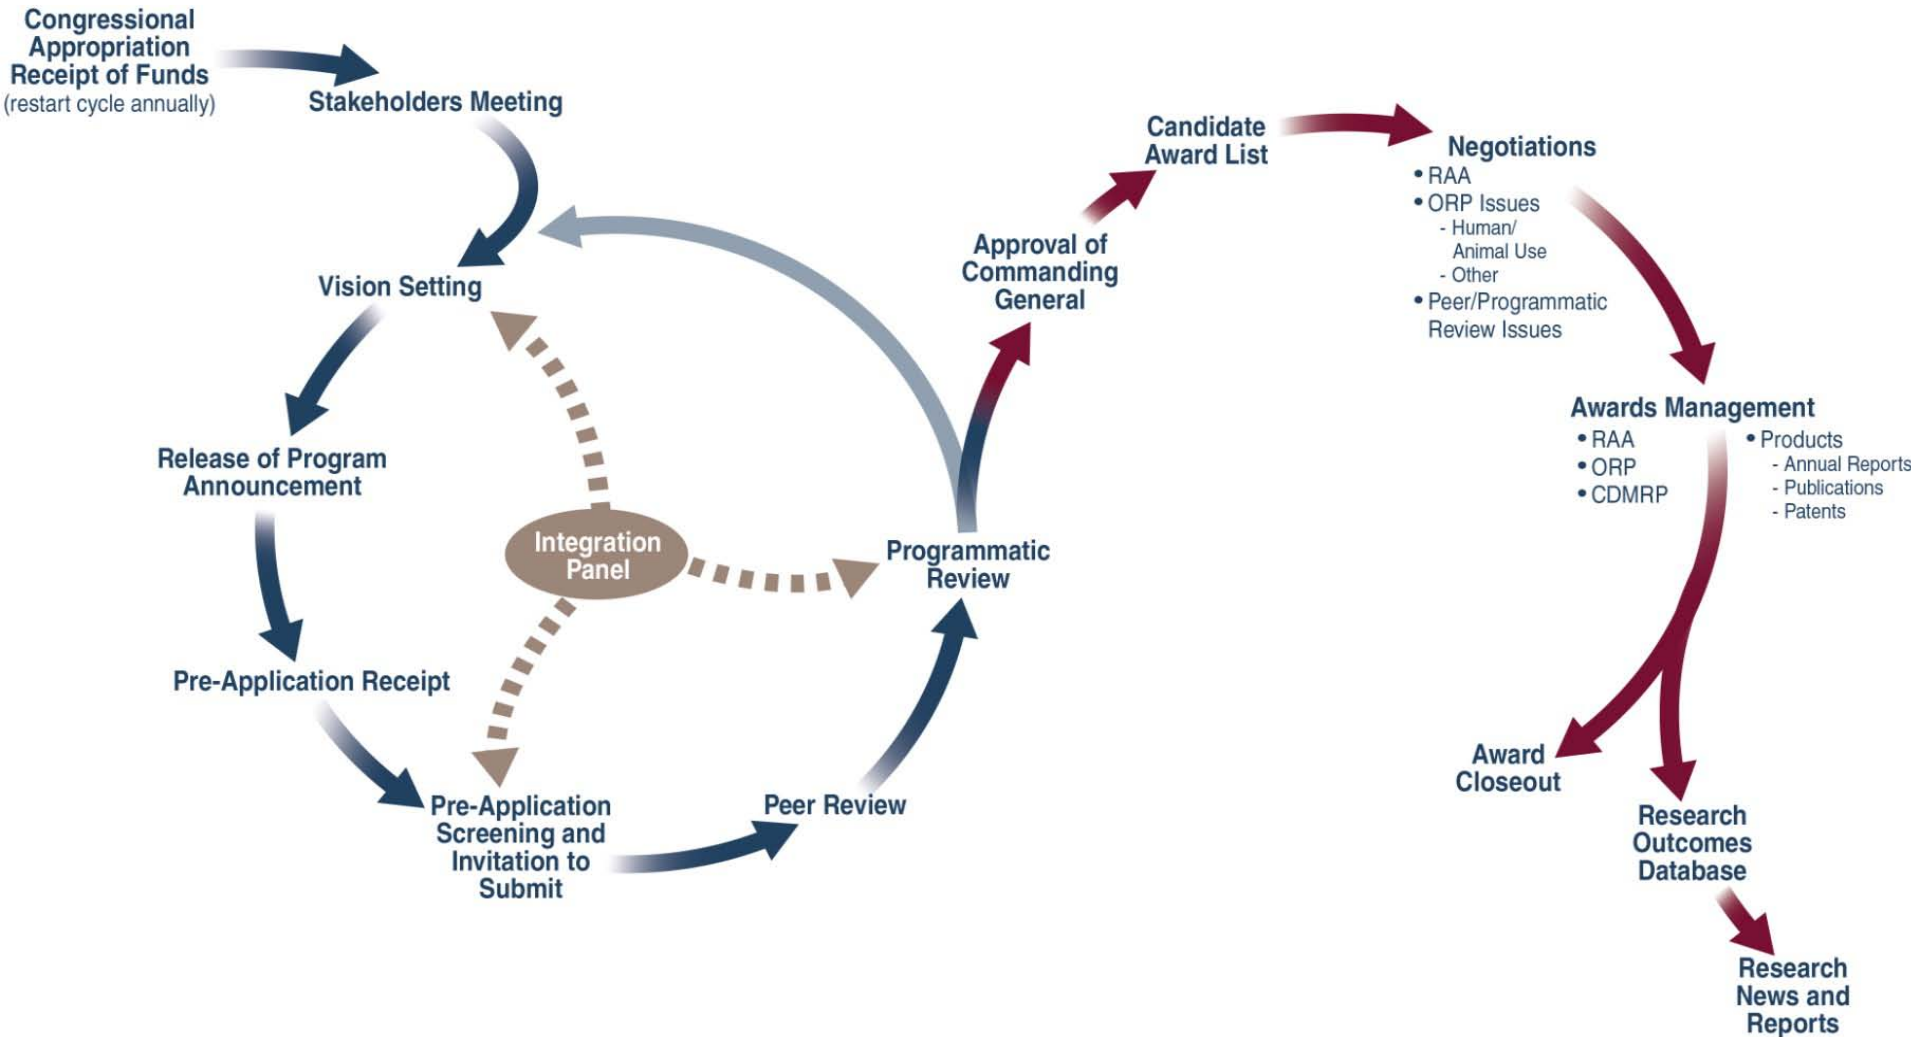 Congressional
Appropriation
Receipt of Funds
(restart cycle annually)
Stakeholders Meeting
Vision Setting
Release of Program
Announcement
Pre-Application Receipt
Pre-Application
Screening and
Invitation to
Submit
Peer Review
Programmatic
Review
Integration
Panel
Approval of
Commanding
General
Candidate
Award List
Negotiations
• RAA
• ORP Issues
- Human/
Animal Use
- Other
• Peer/Programmatic
Review Issues
Awards Management
• RAA
• ORP
• CDMRP
• Products
- Annual Reports
- Publications
- Patents
Award
Closeout
Research
Outcomes
Database
Research
News and
Reports